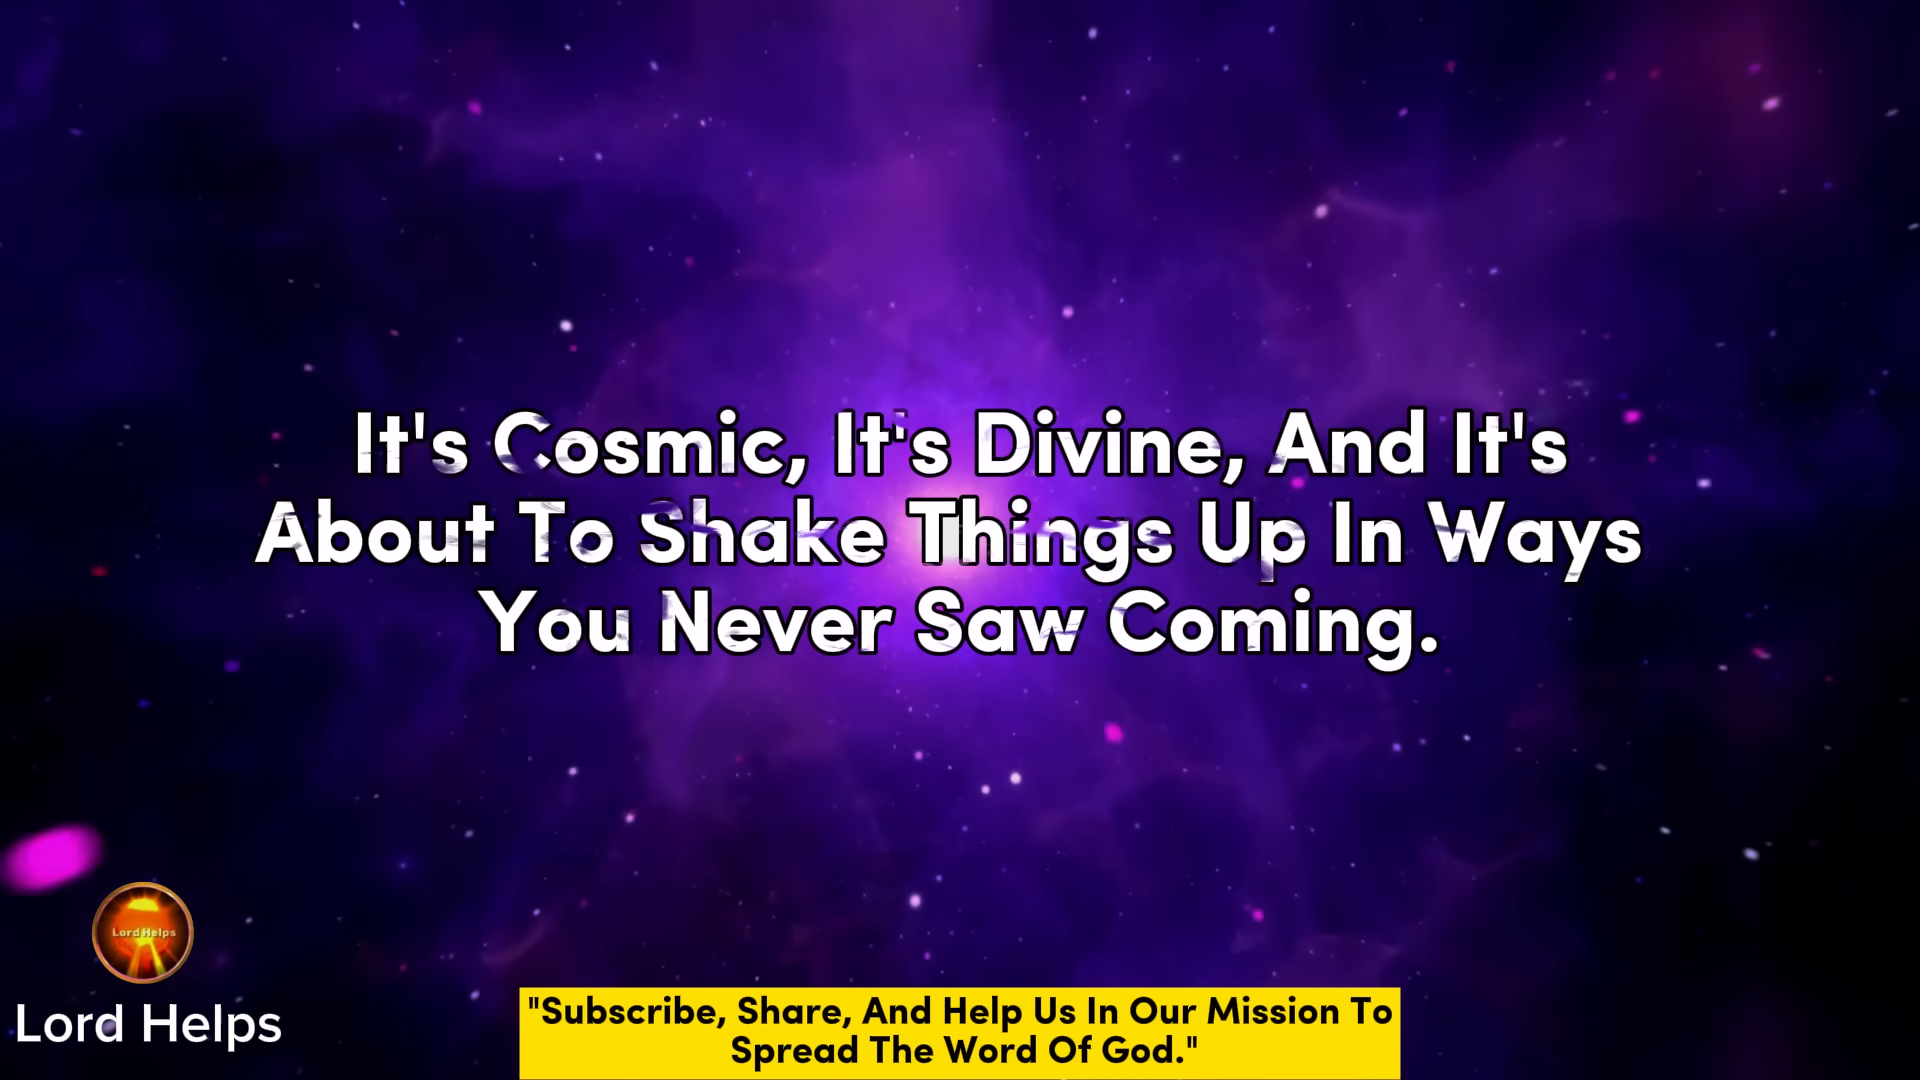 It's Cosmic, It's Divine, And It's
About To Shake Things Up In Ways
You Never Saw Coming.
Lord Helps
Lord Helps
"Subscribe, Share, And Help Us In Our Mission To
Spread The Word Of God."